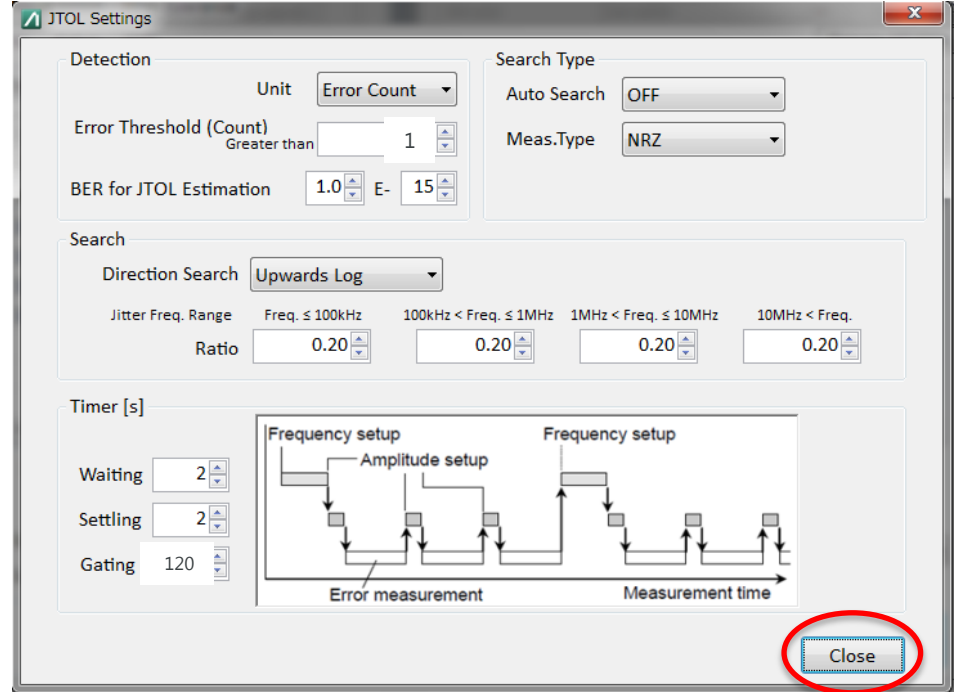 JTOL Settings
Detection
Unit Error Count
Error Threshold (Count)
Greater than 1
BER for JTOL Estimation 1.0 E- 15
Search Type
Auto Search OFF
Meas.Type NRZ
Search
Direction Search Upwards Log
Jitter Freq. Range Freq. ≤ 100kHz 100kHz < Freq. ≤ 1MHz 1MHz < Freq. ≤ 10MHz 10MHz < Freq.
Ratio 0.20 0.20 0.20 0.20
Timer [s]
Waiting 2
Settling 2
Gating 120
Frequency setup Frequency setup
Amplitude setup
Error measurement Measurement time
Close